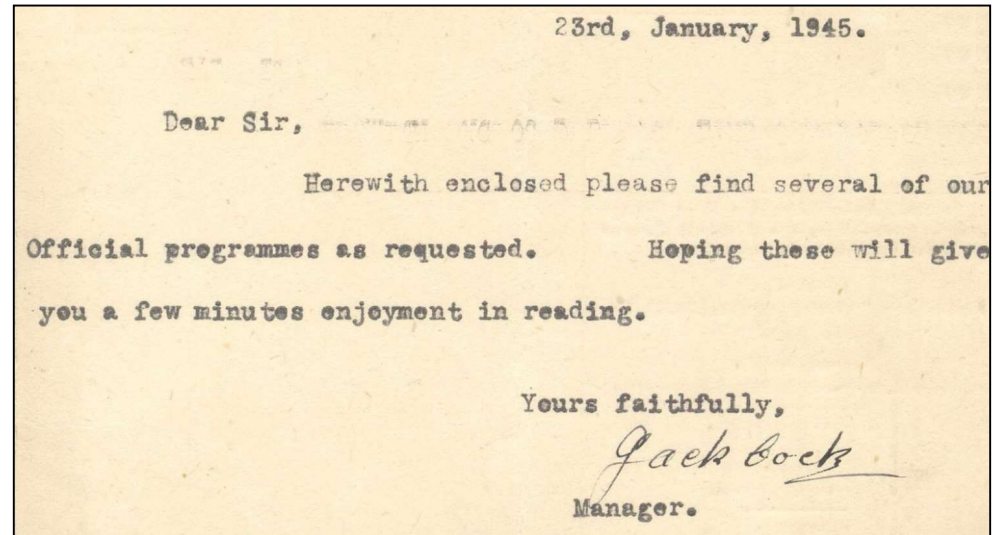 23rd, January, 1945.
Dear Sir,
Herewith enclosed please find several of our
Official programmes as requested. Hoping these will give
you a few minutes enjoyment in reading.
Yours faithfully,
Jack Cock
Manager.